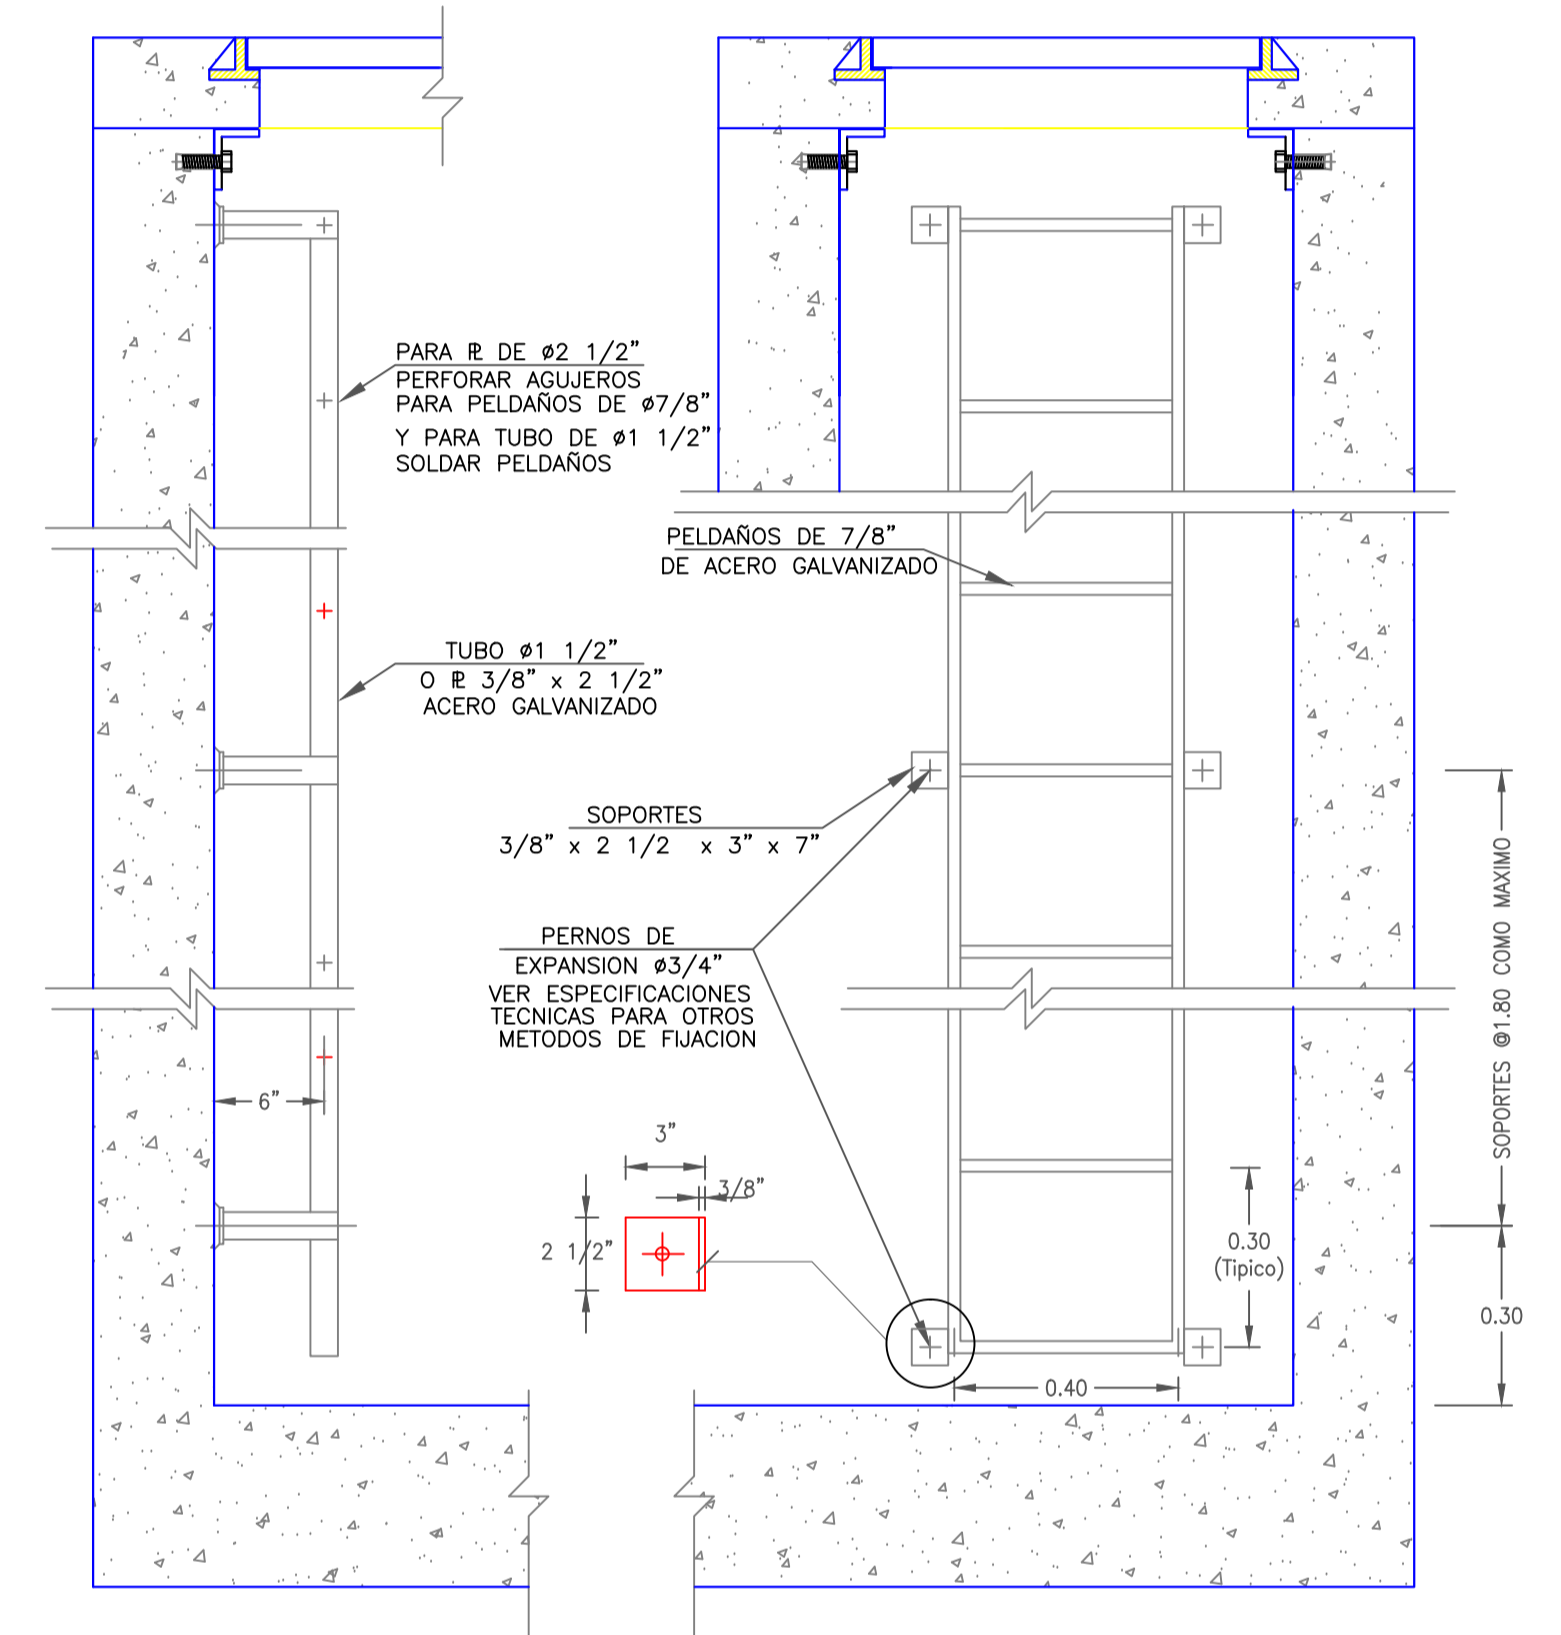 PARA ⅊ DE ø2 1/2”
PERFORAR AGUJEROS
PARA PELDAÑOS DE ø7/8”
Y PARA TUBO DE ø1 1/2”
SOLDAR PELDAÑOS
PELDAÑOS DE 7/8”
DE ACERO GALVANIZADO
TUBO ø1 1/2”
O ⅊ 3/8” x 2 1/2”
ACERO GALVANIZADO
SOPORTES
3/8” x 2 1/2 x 3” x 7”
PERNOS DE
EXPANSION ø3/4”
VER ESPECIFICACIONES
TECNICAS PARA OTROS
METODOS DE FIJACION
SOPORTES @1.80 COMO MAXIMO
6”
3”
3/8”
2 1/2”
0.30
(Tipico)
0.30
0.40